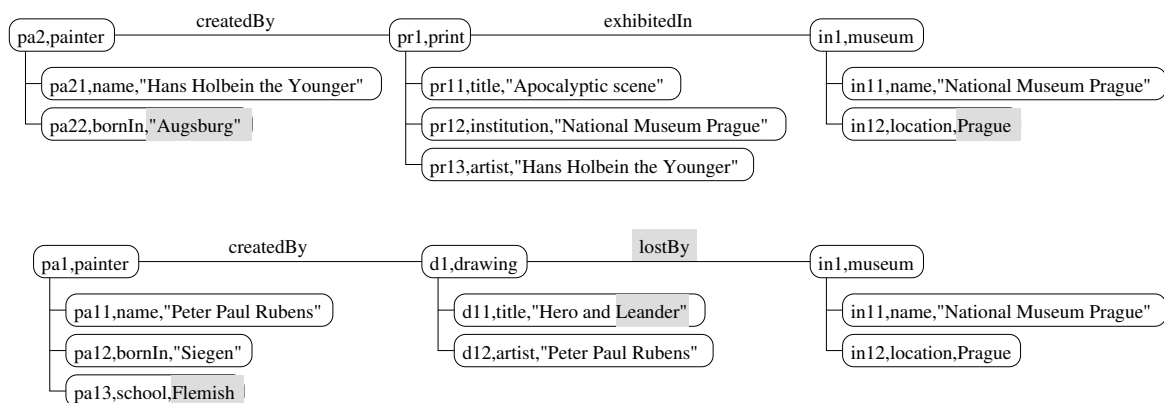 createdBy exhibitedIn
pa2,painter pr1,print in1,museum
pa21,name,"Hans Holbein the Younger" pr11,title,"Apocalyptic scene" in11,name,"National Museum Prague"
pa22,bornIn,"Augsburg" pr12,institution,"National Museum Prague" in12,location,Prague
pr13,artist,"Hans Holbein the Younger"
createdBy lostBy
pa1,painter d1,drawing in1,museum
pa11,name,"Peter Paul Rubens" d11,title,"Hero and Leander" in11,name,"National Museum Prague"
pa12,bornIn,"Siegen" d12,artist,"Peter Paul Rubens" in12,location,Prague
pa13,school,Flemish